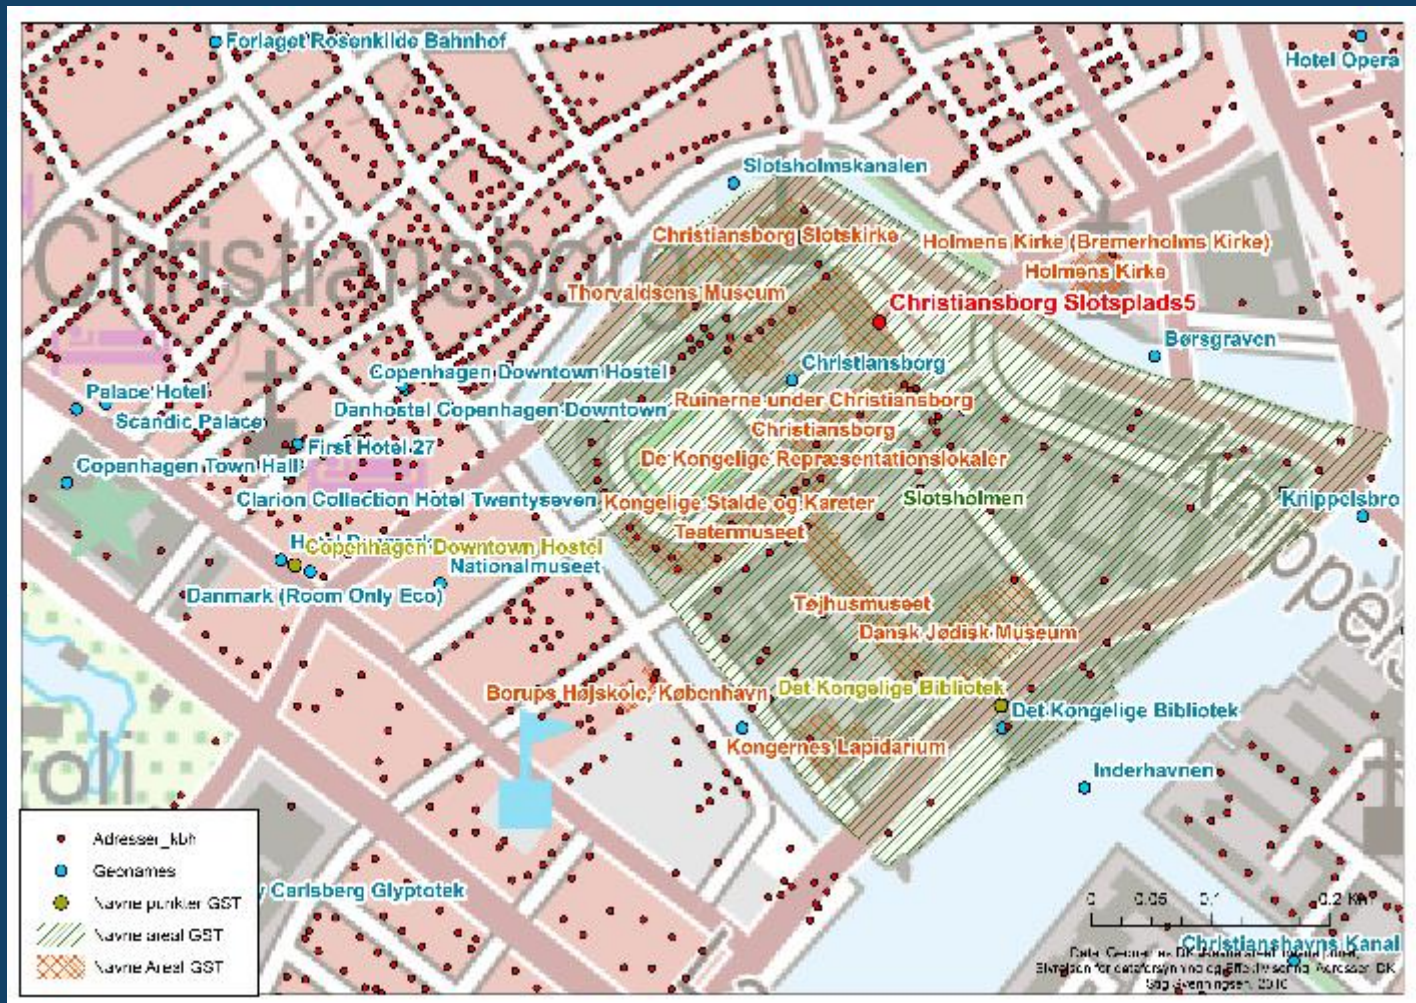 Forlaget Rosenkilde Bahnhof
Hotel Opera
Slotsholmskanalen
Christiansborg
Christiansborg Slotskirke
Holmens Kirke (Bremerholms Kirke)
Holmens Kirke
Thorvaldsens Museum
Christiansborg Slotsplads5
Børsgraven
Copenhagen Downtown Hostel
Christiansborg
Palace Hotel
Scandic Palace
Danhostel Copenhagen Downtown
Ruinerne under Christiansborg
Christiansborg
First Hotel 27
Copenhagen Town Hall
De Kongelige Repræsentationslokaler
Clarion Collection Hotel Twentyseven
Kongelige Stalde og Kareter
Slotsholmen
Knippelsbro
Teatermuseet
Copenhagen Downtown Hostel
Nationalmuseet
Danmark (Room Only Eco)
Tøjhusmuseet
Dansk Jødisk Museum
Borups Højskole, København
Det Kongelige Bibliotek
Det Kongelige Bibliotek
Kongernes Lapidarium
Inderhavnen
voli
Adresser_kbh
Geonames
Navne punkter GST
Navne areal GST
Navne Areal GST
y Carlsberg Glyptotek
0 0.05 0.1 0.2 Km
Christianshavns Kanal
Stig Svenningsen, 2016